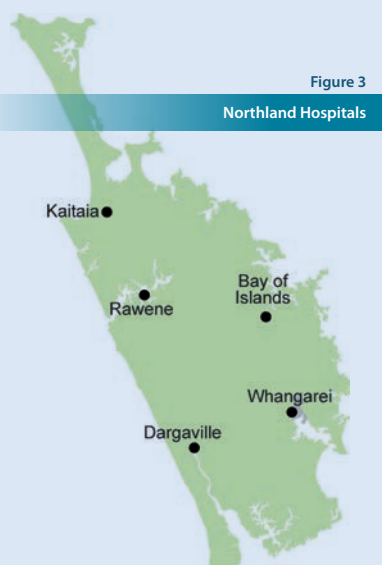 Figure 3
Northland Hospitals
Kaitaia
Bay of
Islands
Rawene
Whangarei
Dargaville